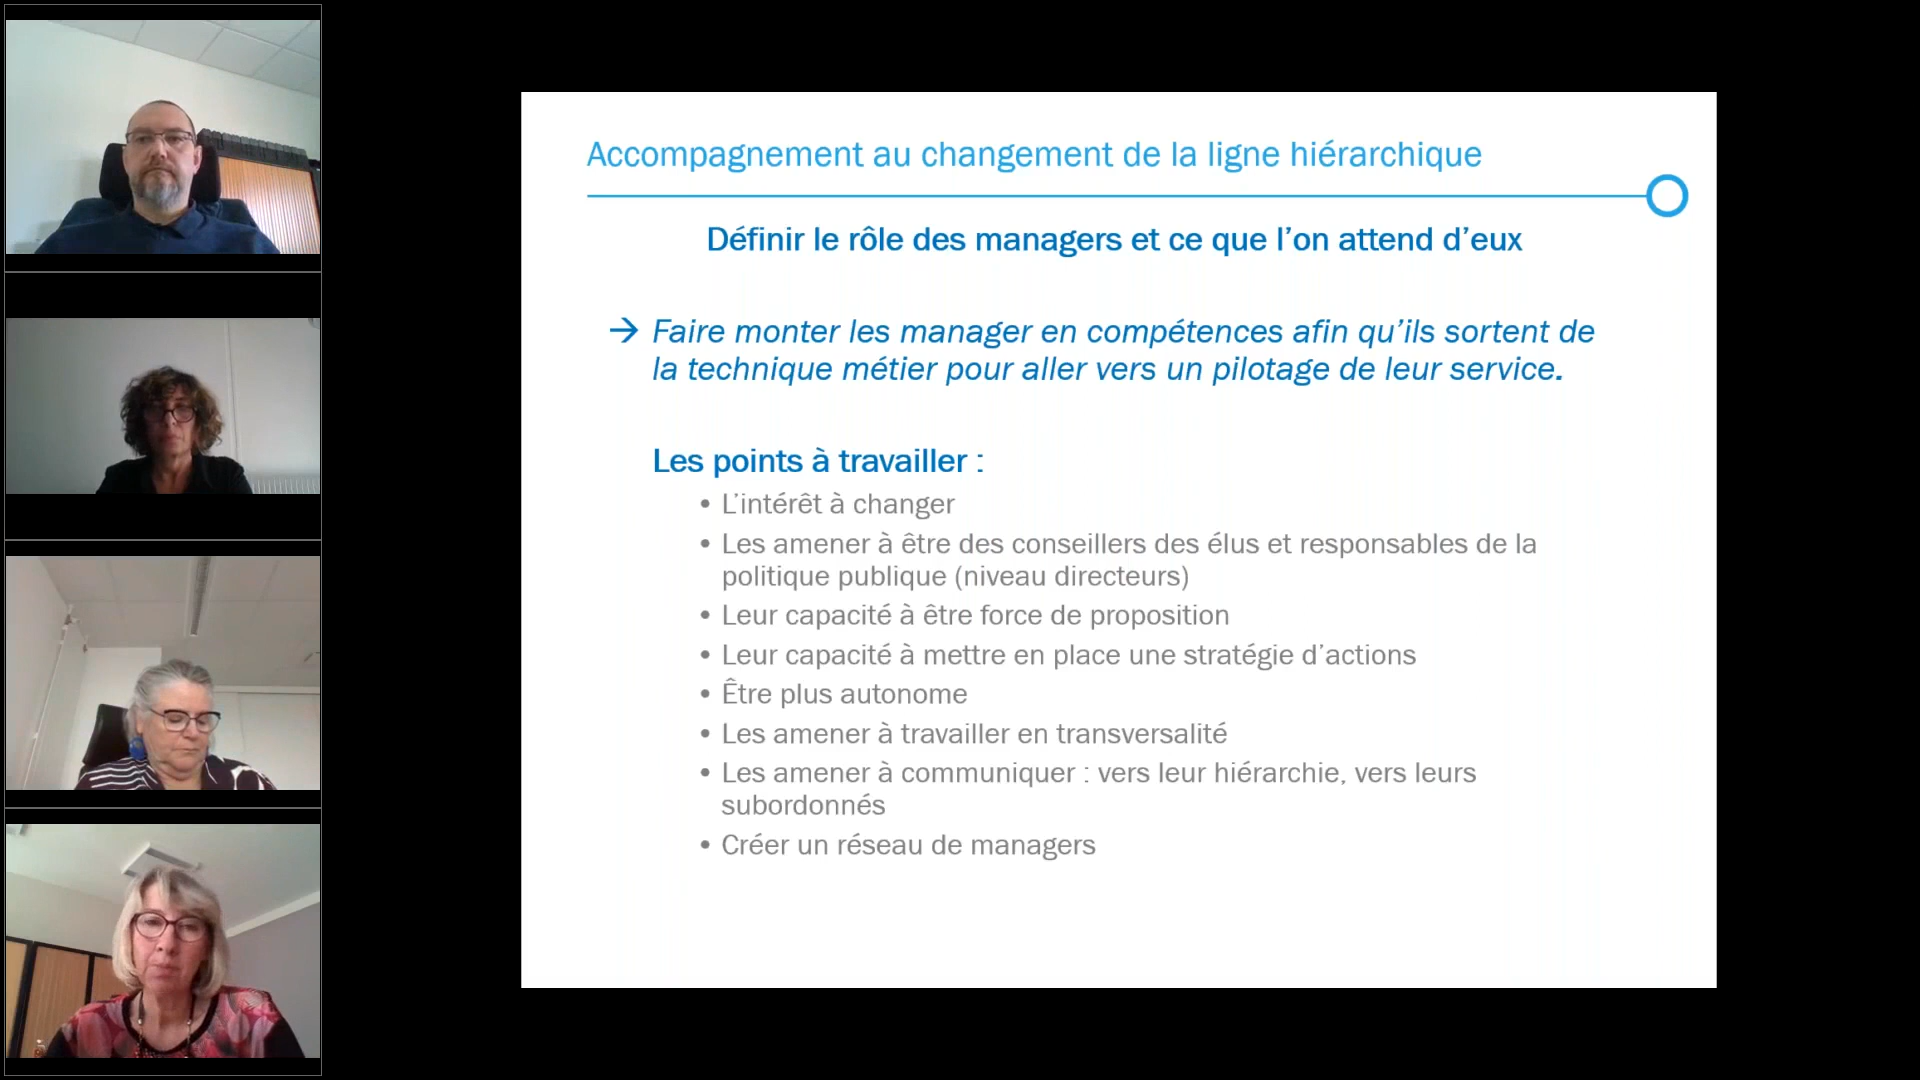 Accompagnement au changement de la ligne hiérarchique
Définir le rôle des managers et ce que l’on attend d’eux
→ Faire monter les manager en compétences afin qu’ils sortent de
la technique métier pour aller vers un pilotage de leur service.
Les points à travailler :
• L’intérêt à changer
• Les amener à être des conseillers des élus et responsables de la
politique publique (niveau directeurs)
• Leur capacité à être force de proposition
• Leur capacité à mettre en place une stratégie d’actions
• Être plus autonome
• Les amener à travailler en transversalité
• Les amener à communiquer : vers leur hiérarchie, vers leurs
subordonnés
• Créer un réseau de managers